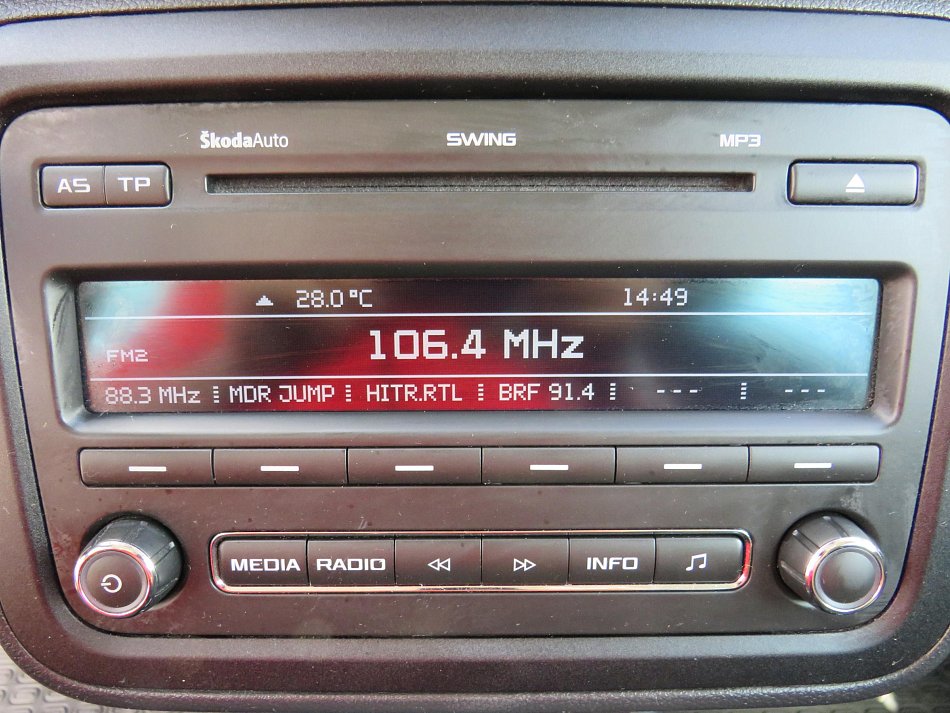 ŠkodaAuto SWING MP3
AS TP
28.0 °C 14:49
FM2 106.4 MHz
88.3 MHz MDR JUMP HITR.RTL BRF 91.4 --- ---
MEDIA RADIO INFO